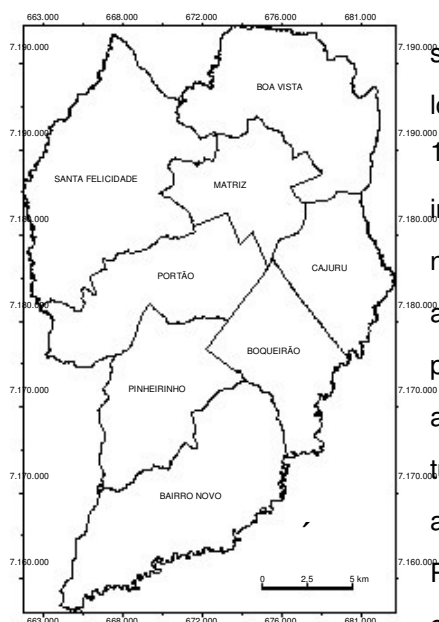 663.000 668.000 672.000 676.000 681.000
7.190.000 7.190.000
BOA VISTA
7.190.000 7.190.000
SANTA FELICIDADE
MATRIZ
7.180.000 7.180.000
CAJURU
PORTÃO
7.180.000 7.180.000
BOQUEIRÃO
7.170.000 7.170.000
PINHEIRINHO
7.170.000 7.170.000
BAIRRO NOVO
7.160.000 7.160.000
0 2,5 5 km
663.000 668.000 672.000 676.000 681.000